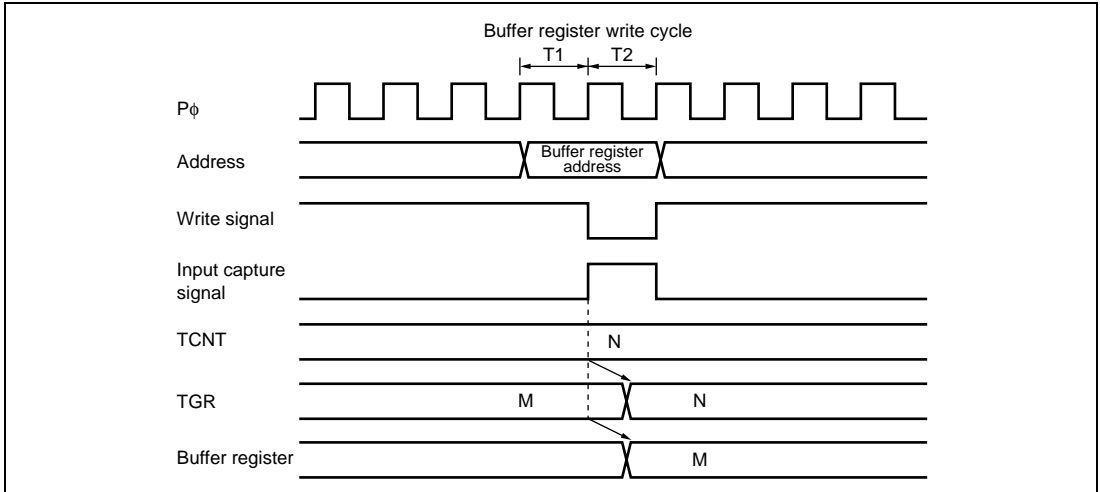 Buffer register write cycle
T1 T2
Pϕ
Address
Buffer register
address
Write signal
Input capture
signal
TCNT
N
TGR
M
N
Buffer register
M